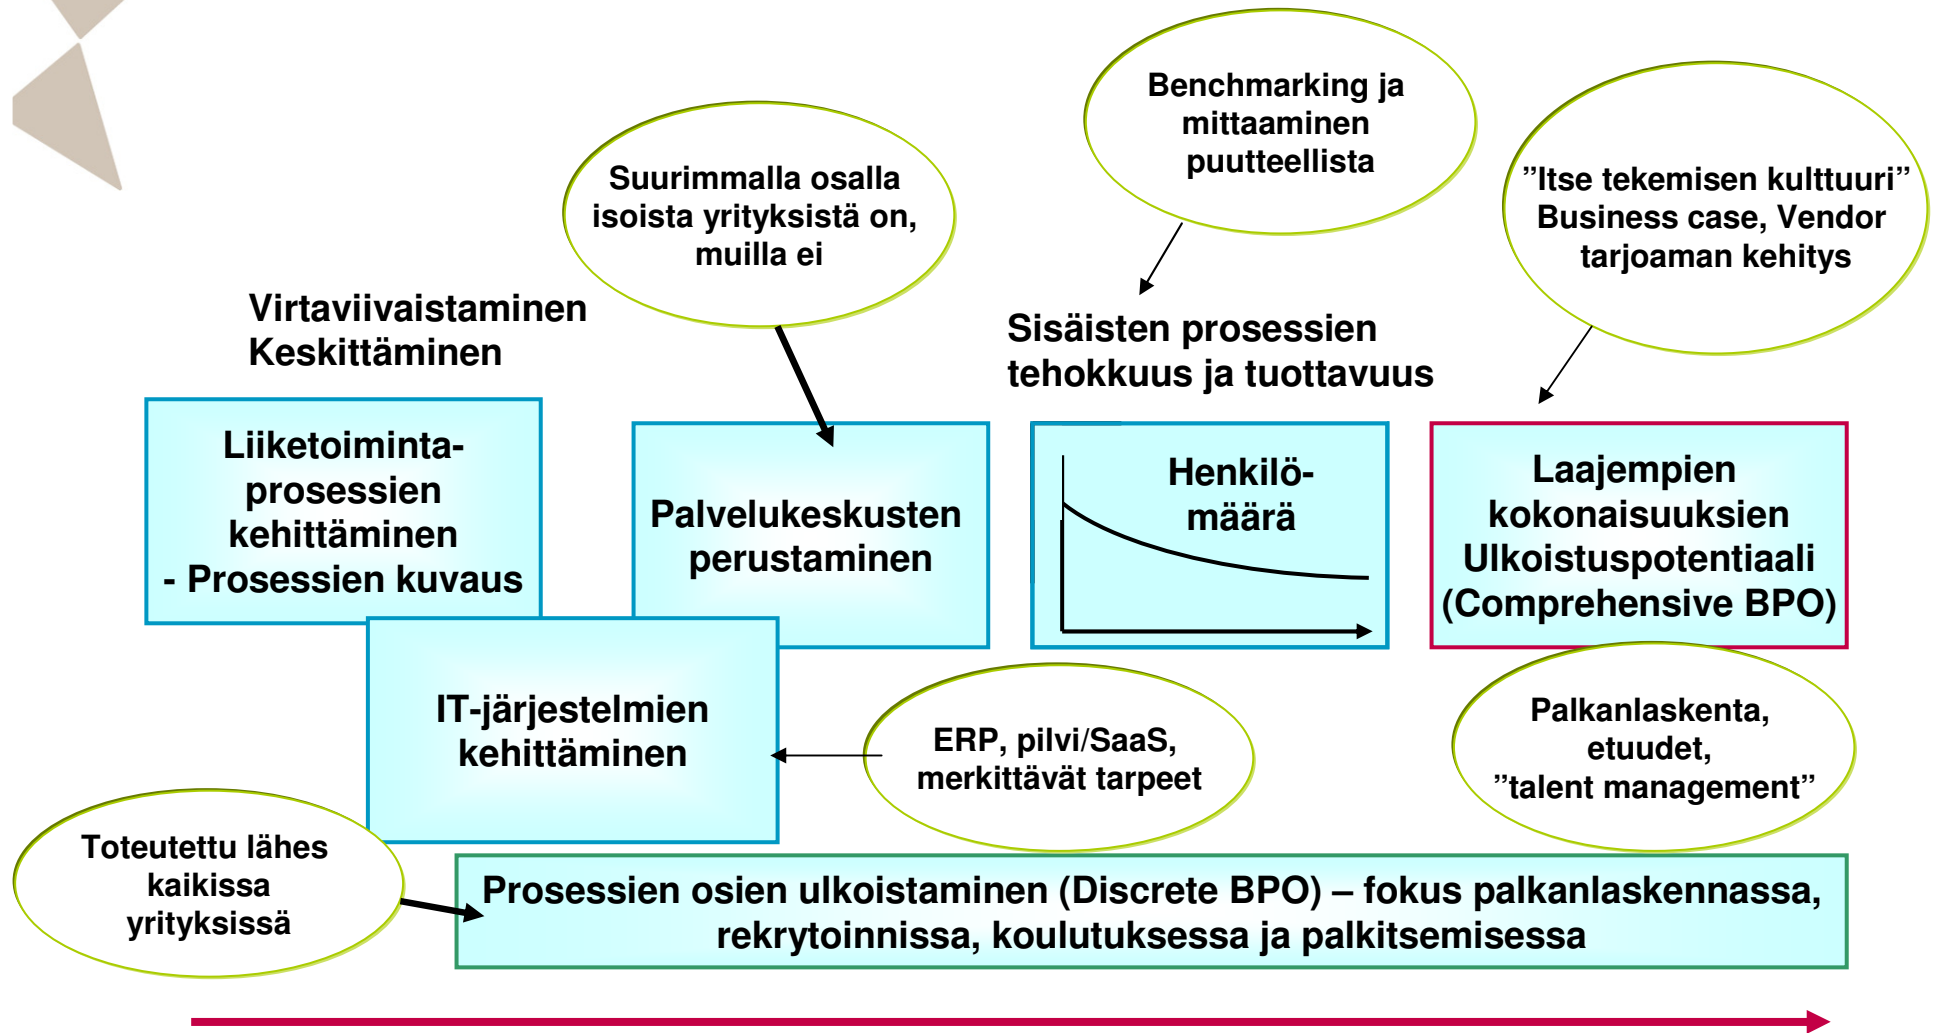 Benchmarking ja
mittaaminen
puutteellista
Suurimmalla osalla
isoista yrityksistä on,
muilla ei
”Itse tekemisen kulttuuri”
Business case, Vendor
tarjoaman kehitys
Virtaviivaistaminen
Keskittäminen
Sisäisten prosessien
tehokkuus ja tuottavuus
Liiketoiminta-
prosessien
kehittäminen
- Prosessien kuvaus
Palvelukeskusten
perustaminen
Henkilö-
määrä
Laajempien
kokonaisuuksien
Ulkoistuspotentiaali
(Comprehensive BPO)
IT-järjestelmien
kehittäminen
ERP, pilvi/SaaS,
merkittävät tarpeet
Palkanlaskenta,
etuudet,
”talent management”
Toteutettu lähes
kaikissa
yrityksissä
Prosessien osien ulkoistaminen (Discrete BPO) – fokus palkanlaskennassa,
rekrytoinnissa, koulutuksessa ja palkitsemisessa